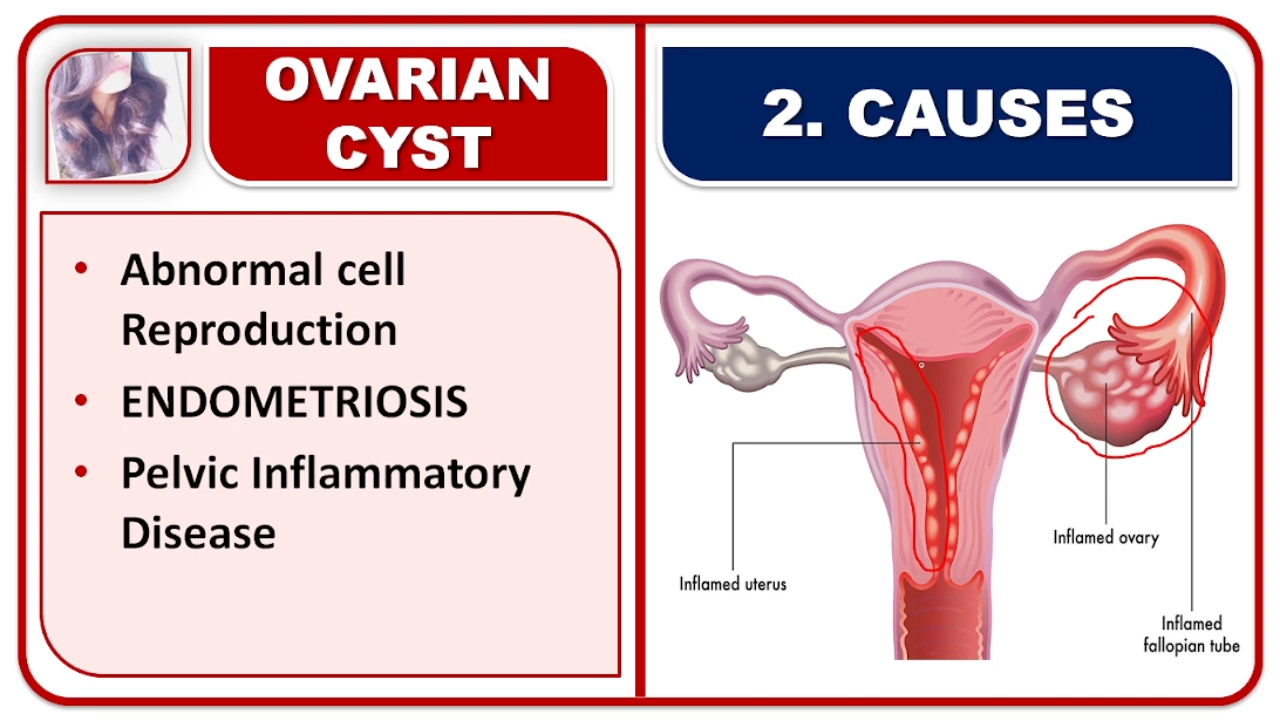 OVARIAN
CYST
2. CAUSES
• Abnormal cell
Reproduction
• ENDOMETRIOSIS
• Pelvic Inflammatory
Disease
Inflamed ovary
Inflamed uterus
Inflamed
fallopian tube